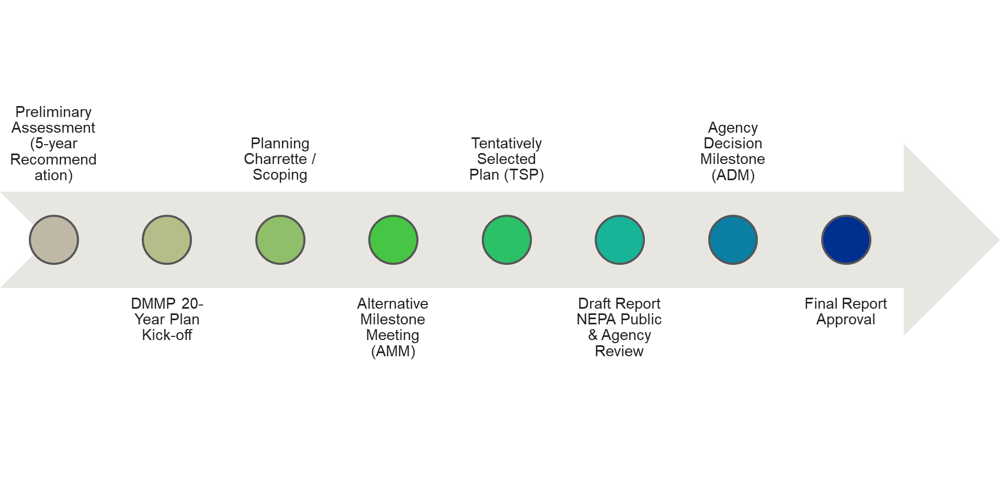 Preliminary
Assessment
(5-year
Recommend
ation)
DMMP 20-
Year Plan
Kick-off
Planning
Charrette /
Scoping
Alternative
Milestone
Meeting
(AMM)
Tentatively
Selected
Plan (TSP)
Draft Report
NEPA Public
& Agency
Review
Agency
Decision
Milestone
(ADM)
Final Report
Approval